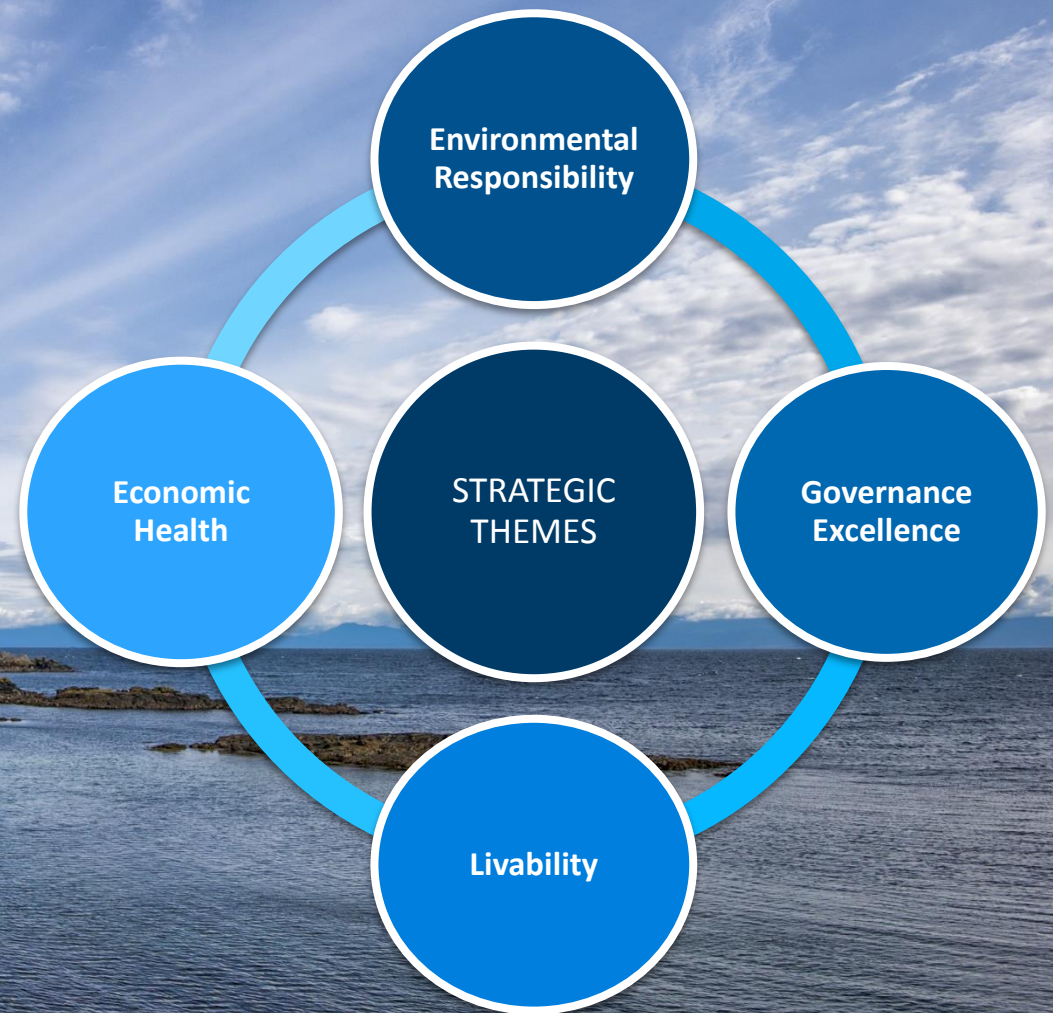 Environmental
Responsibility
Economic
Health
STRATEGIC
THEMES
Governance
Excellence
Livability